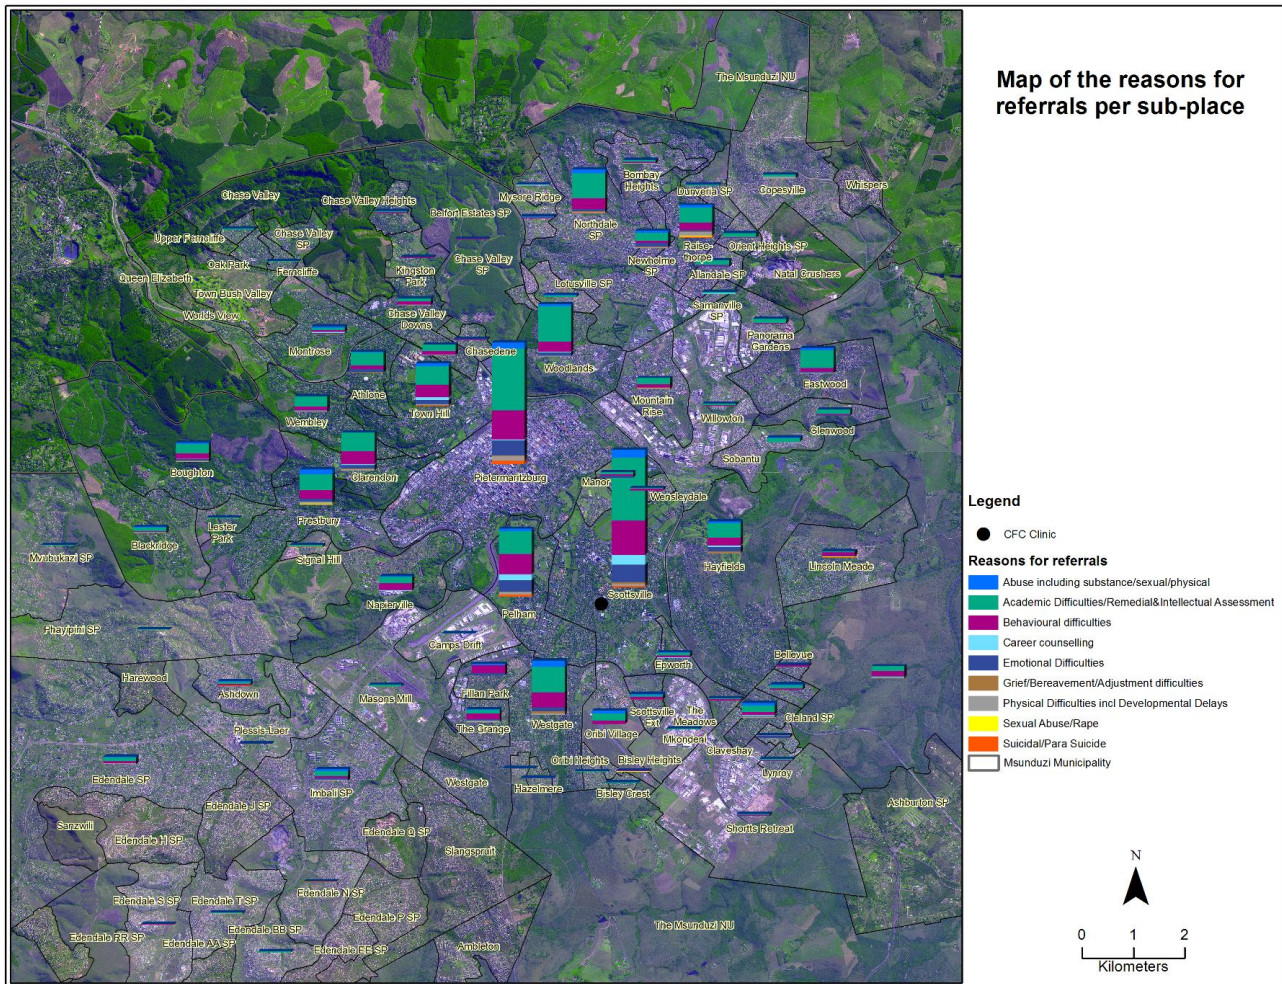 Map of the reasons for
referrals per sub-place
The Msunduzi NU
Bombay
Heights
Dunveria SP
Copesville
Whispers
Chase Valley
Chase Valley Heights
Mysore Ridge
Belfort Estates SP
Northdale
SP
Raise-
thorpe
Orient Heights SP
Upper Ferncliffe
Chase Valley
SP
Newholme
SP
Oak Park
Ferncliffe
Kingston
Park
Chase Valley
SP
Allandale SP
Natal Crushers
Queen Elizabeth
Town Bush Valley
Lotusville SP
Worlds View
Chase Valley
Downs
Samanville
SP
Panorama
Gardens
Montrose
Chasedene
Woodlands
Athlone
Eastwood
Town Hill
Mountain
Rise
Willowton
Wembley
Glenwood
Sobantu
Boughton
Clarendon
Pietermaritzburg
Manor
Wensleydale
Prestbury
Lester
Park
Blackridge
Mvubukazi SP
Signal Hill
Hayfields
Lincoln Meade
Napierville
Pelham
Scottsville
Phayipini SP
Camps Drift
Epworth
Bellevue
Harewood
Ashdown
Masons Mill
Fillan Park
Westgate
Scottsville
Ext
The
Meadows
Cleland SP
The Grange
Oribi Village
Mkondeni
Plessis-Laer
Claveshay
Oribi Heights
Bisley Heights
Lynroy
Edendale SP
Imbali SP
Westgate
Hazelmere
Bisley Crest
Edendale J SP
Ashburton SP
Sanzwili
Edendale H SP
Edendale Q SP
Shortts Retreat
Slangspruit
Edendale N SP
Edendale S SP
Edendale T SP
Edendale P SP
Edendale BB SP
Edendale RR SP
Edendale AA SP
Edendale EE SP
Ambleton
The Msunduzi NU
Legend
CFC Clinic
Reasons for referrals
Abuse including substance/sexual/physical
Academic Difficulties/Remedial&Intellectual Assessment
Behavioural difficulties
Career counselling
Emotional Difficulties
Grief/Bereavement/Adjustment difficulties
Physical Difficulties incl Developmental Delays
Sexual Abuse/Rape
Suicidal/Para Suicide
Msunduzi Municipality
N
0 1 2
Kilometers